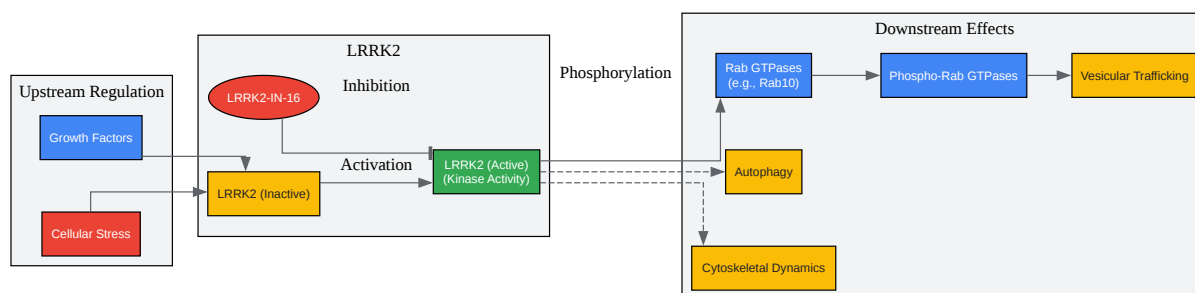 Upstream Regulation
Growth Factors
Cellular Stress
LRRK2
Inhibition
LRRK2-IN-16
Activation
LRRK2 (Inactive)
LRRK2 (Active)
(Kinase Activity)
Phosphorylation
Downstream Effects
Rab GTPases
(e.g., Rab10)
Phospho-Rab GTPases
Vesicular Trafficking
Autophagy
Cytoskeletal Dynamics